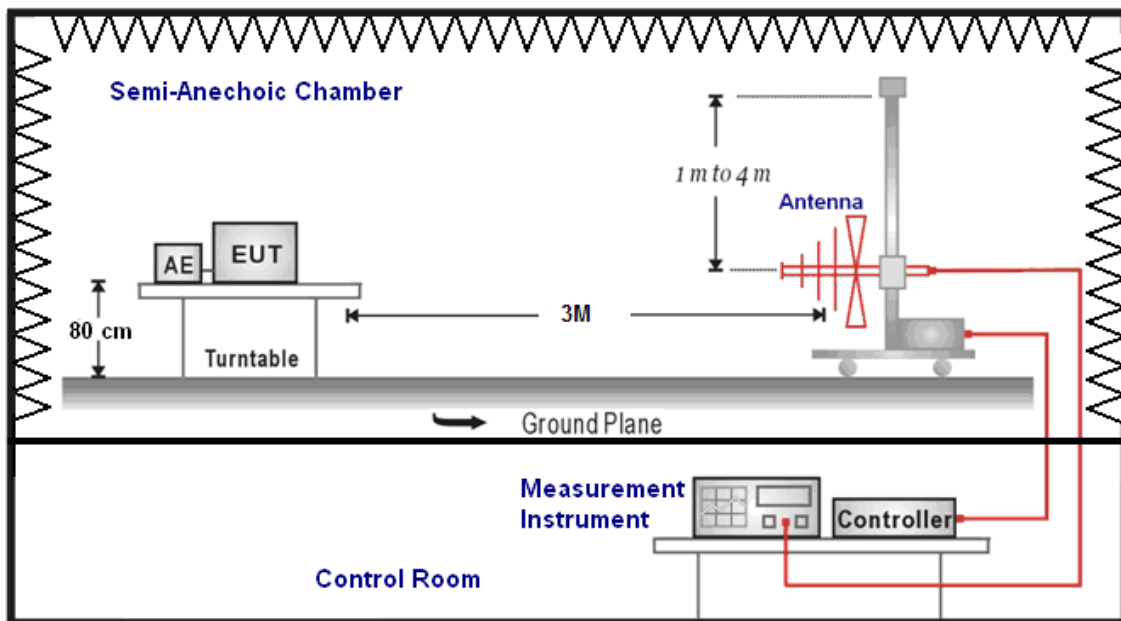 Semi-Anechoic Chamber
1 m to 4 m
Antenna
AE
EUT
80 cm
3M
Turntable
Ground Plane
Measurement
Instrument
Controller
Control Room